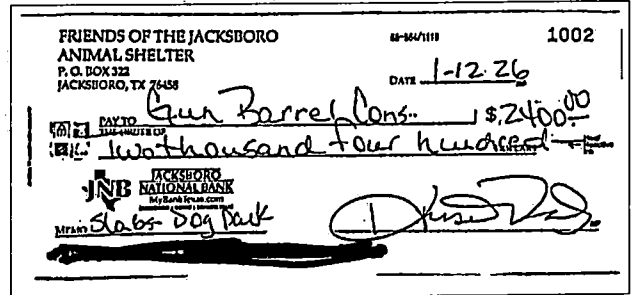 FRIENDS OF THE JACKSBORO
ANIMAL SHELTER
P. O. BOX 322
JACKSBORO, TX 76458
1002
DATE 1-12-26
PAY TO THE ORDER OF Gun Barrel Cons. $ 2400.00
Two thousand four hundred
JNB JACKSBORO NATIONAL BANK
MyBankTexas.com
MEMO Slabs - Dog park